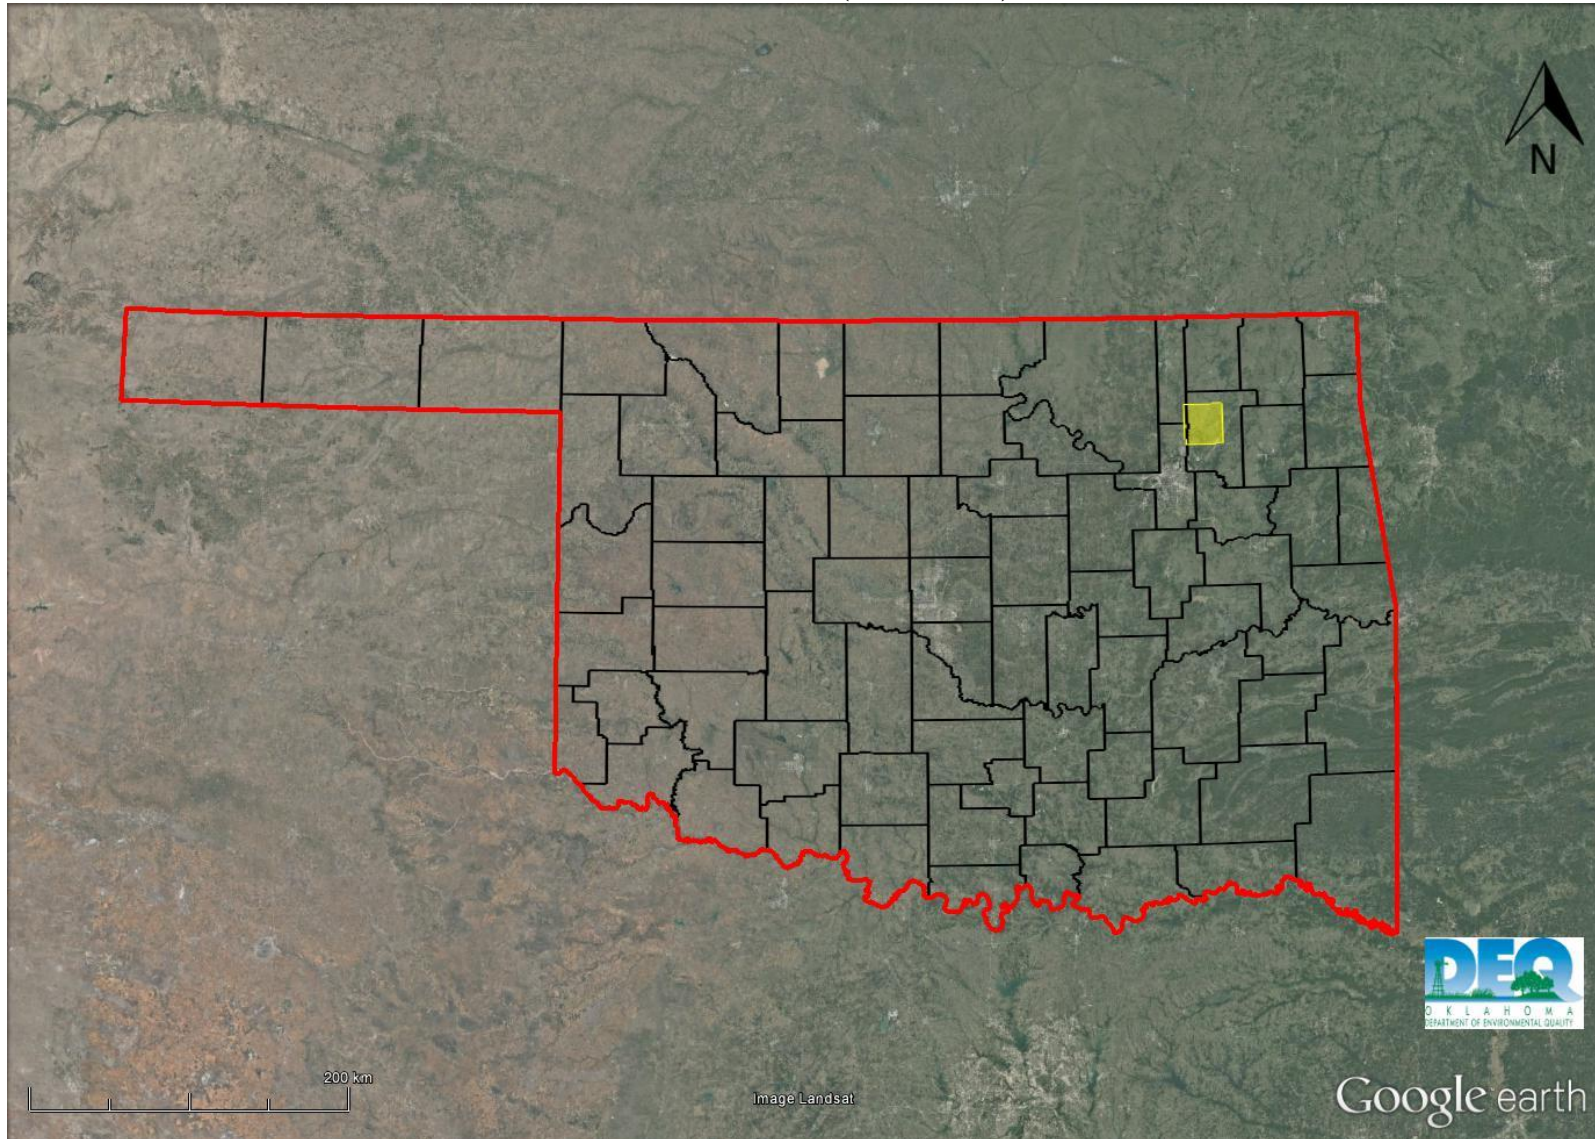 N
DEQ
OKLAHOMA
DEPARTMENT OF ENVIRONMENTAL QUALITY
200 km
Image Landsat
Google earth